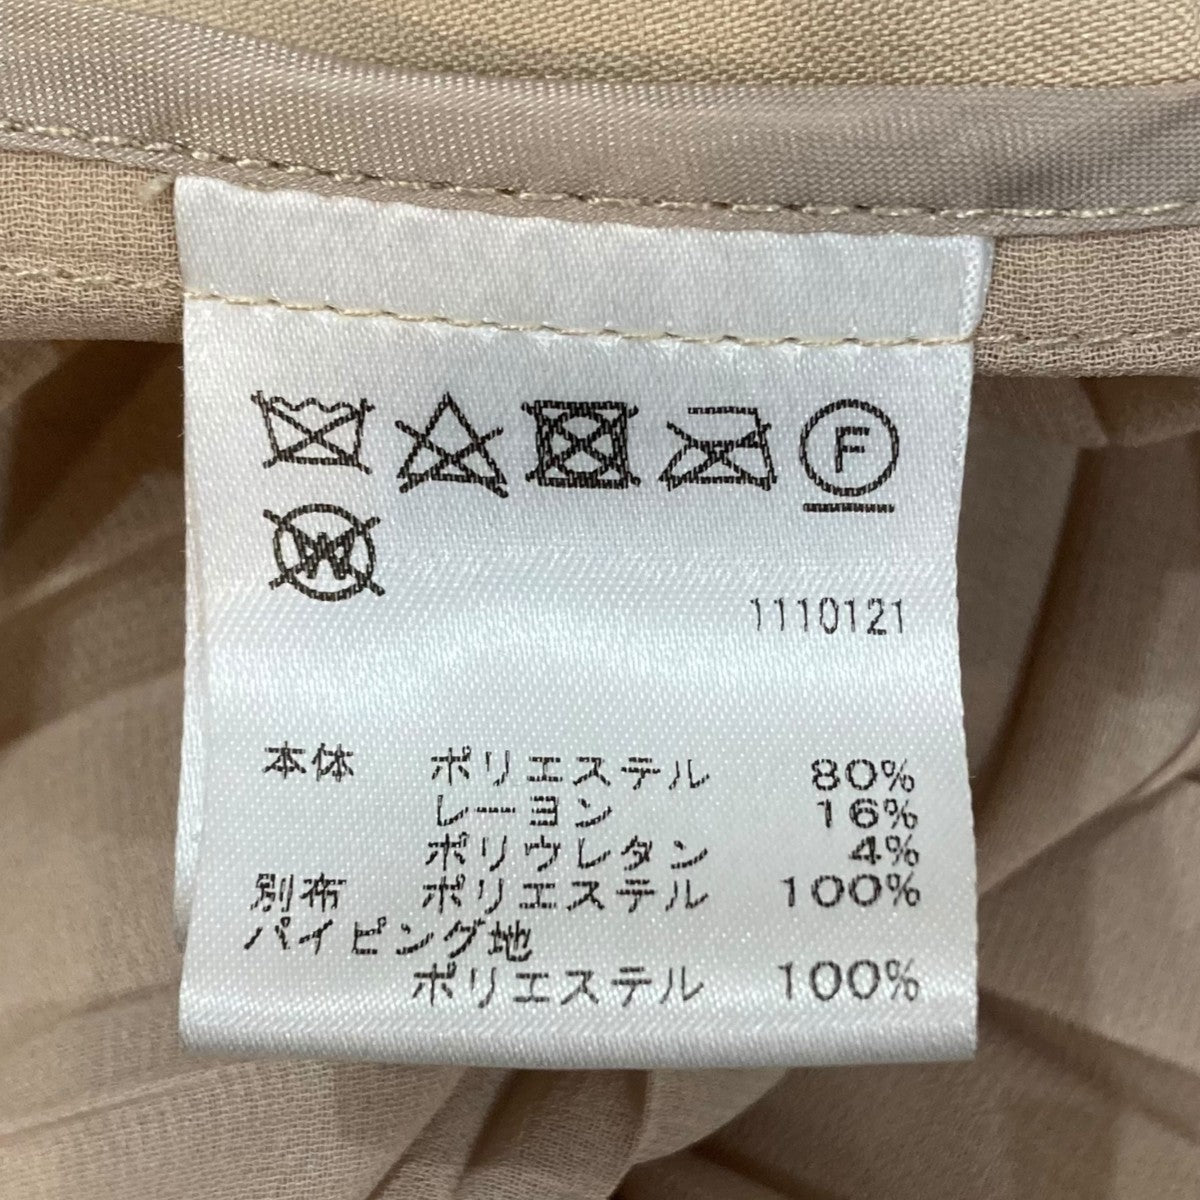 F
W
1110121
本体 ポリエステル 80%
レーヨン 16%
ポリウレタン 4%
別布 ポリエステル 100%
パイピング地
ポリエステル 100%